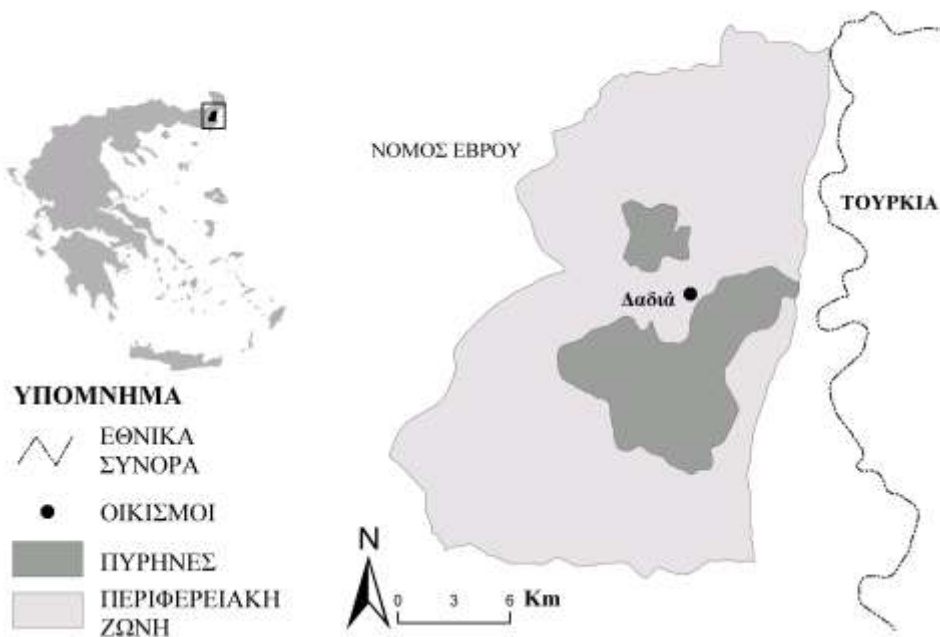 ΝΟΜΟΣ ΕΒΡΟΥ
ΤΟΥΡΚΙΑ
Δαδιά
ΥΠΟΜΝΗΜΑ
ΕΘΝΙΚΑ
ΣΥΝΟΡΑ
ΟΙΚΙΣΜΟΙ
ΠΥΡΗΝΕΣ
ΠΕΡΙΦΕΡΕΙΑΚΗ
ΖΩΝΗ
N
0 3 6 Km